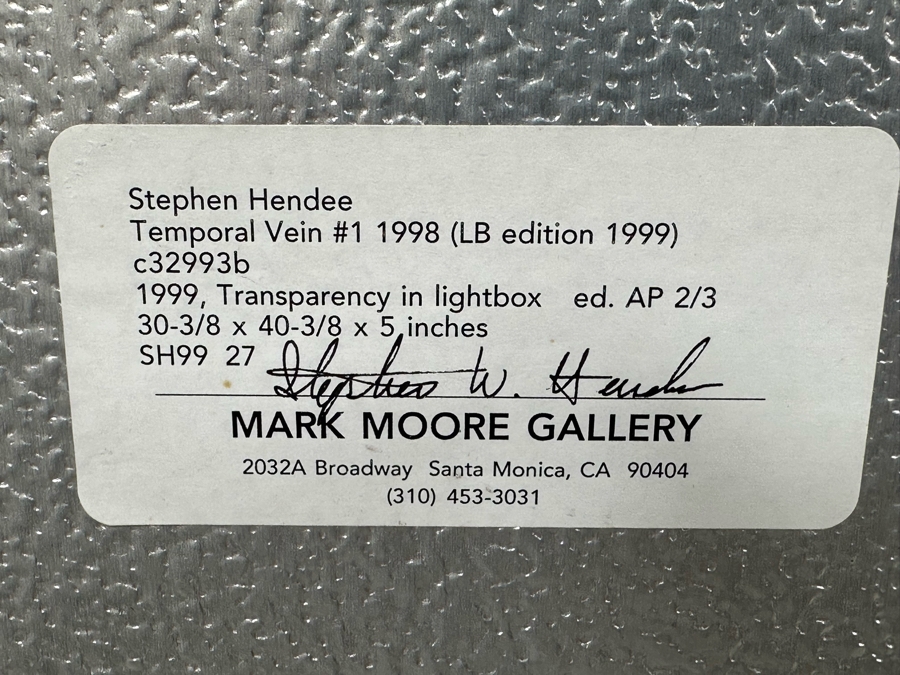 Stephen Hendee
Temporal Vein #1 1998 (LB edition 1999)
c32993b
1999, Transparency in lightbox ed. AP 2/3
30-3/8 x 40-3/8 x 5 inches
SH99 27 Stephen W. Hendee
MARK MOORE GALLERY
2032A Broadway Santa Monica, CA 90404
(310) 453-3031